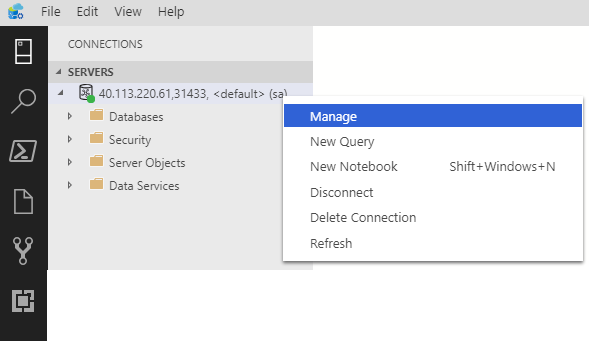 File View Help
CONNECTIONS
SERVERS
40.113.220.61,31433, <default> (sa)
Manage
Databases
New Query
Security
New Notebook Shift+Windows+N
Server Objects
Disconnect
Data Services
Delete Connection
Refresh